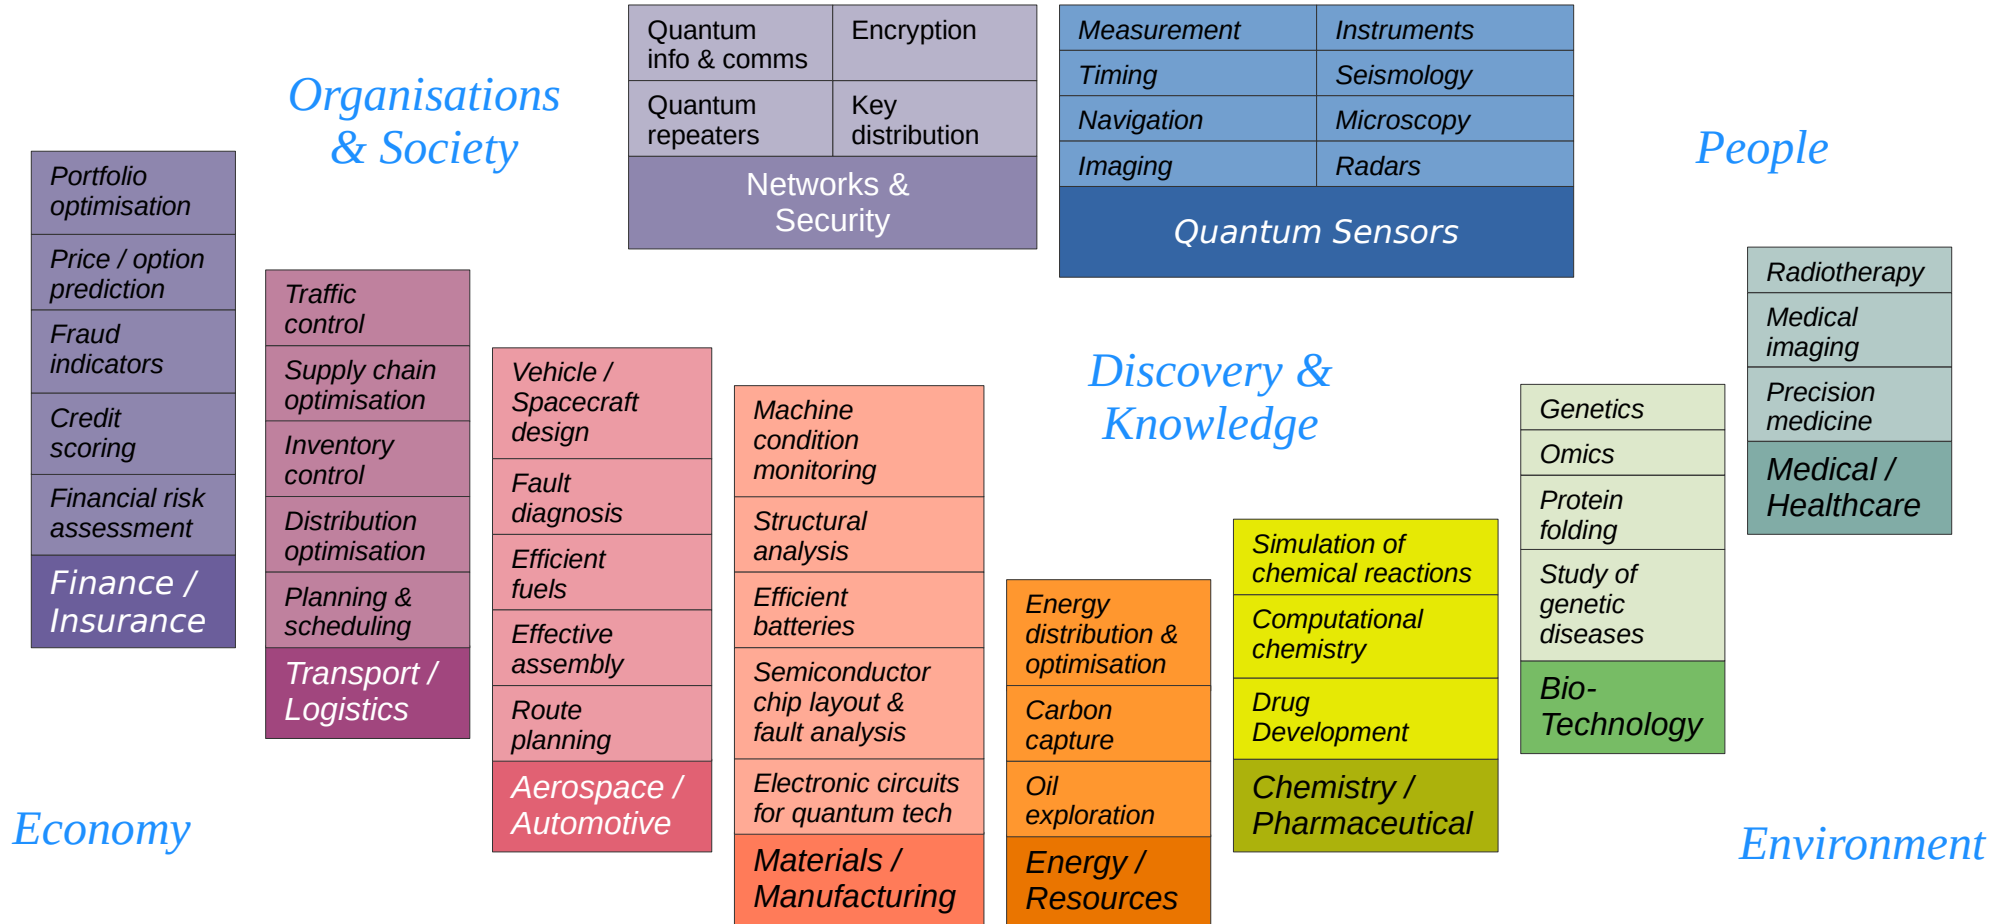 Organisations
& Society
Quantum
info & comms
Encryption
Quantum
repeaters
Key
distribution
Networks &
Security
Measurement
Instruments
Timing
Seismology
Navigation
Microscopy
Imaging
Radars
Quantum Sensors
People
Portfolio
optimisation
Price / option
prediction
Fraud
indicators
Credit
scoring
Financial risk
assessment
Finance /
Insurance
Traffic
control
Supply chain
optimisation
Inventory
control
Distribution
optimisation
Planning &
scheduling
Transport /
Logistics
Vehicle /
Spacecraft
design
Fault
diagnosis
Efficient
fuels
Effective
assembly
Route
planning
Aerospace /
Automotive
Machine
condition
monitoring
Structural
analysis
Efficient
batteries
Semiconductor
chip layout &
fault analysis
Electronic circuits
for quantum tech
Materials /
Manufacturing
Discovery &
Knowledge
Energy
distribution &
optimisation
Carbon
capture
Oil
exploration
Energy /
Resources
Simulation of
chemical reactions
Computational
chemistry
Drug
Development
Chemistry /
Pharmaceutical
Genetics
Omics
Protein
folding
Study of
genetic
diseases
Bio-
Technology
Radiotherapy
Medical
imaging
Precision
medicine
Medical /
Healthcare
Economy
Environment